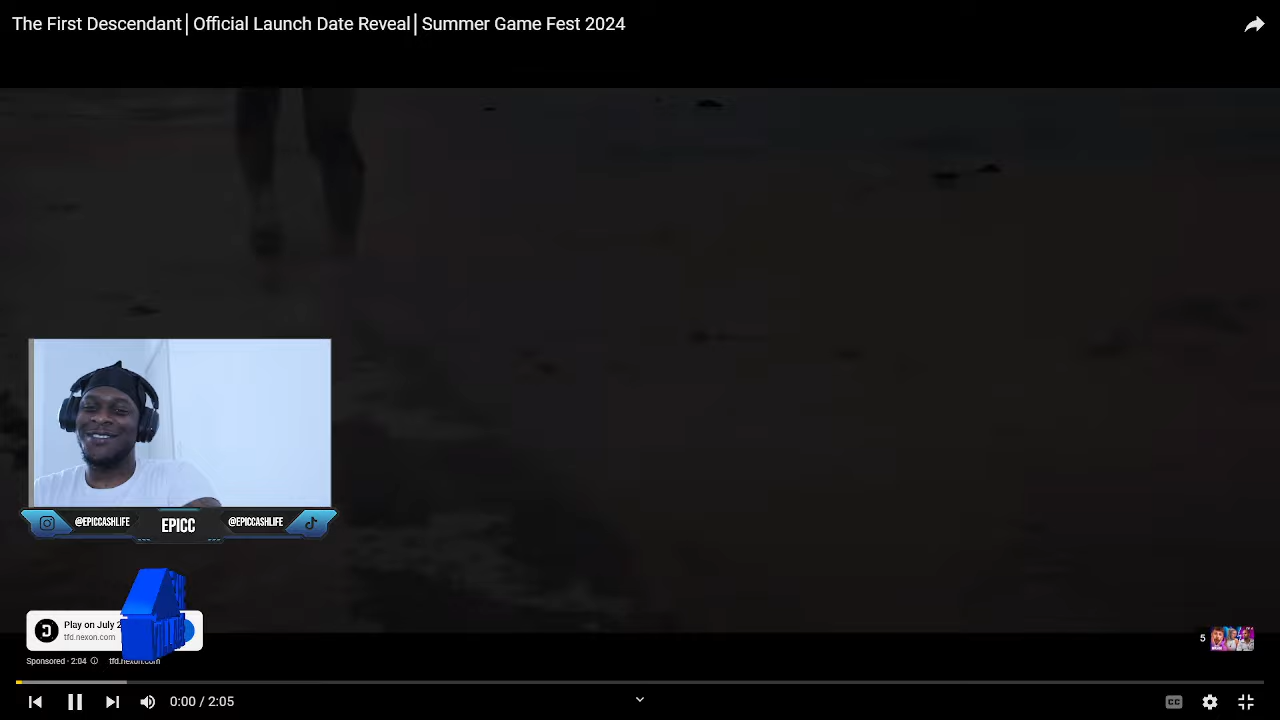 The First Descendant│Official Launch Date Reveal│Summer Game Fest 2024
@EPICCASHLIFE
EPICC
@EPICCASHLIFE
Play on July 2
tfd.nexon.com
Sponsored · 2:04
tfd.nexon.com
5
0:00 / 2:05
CC